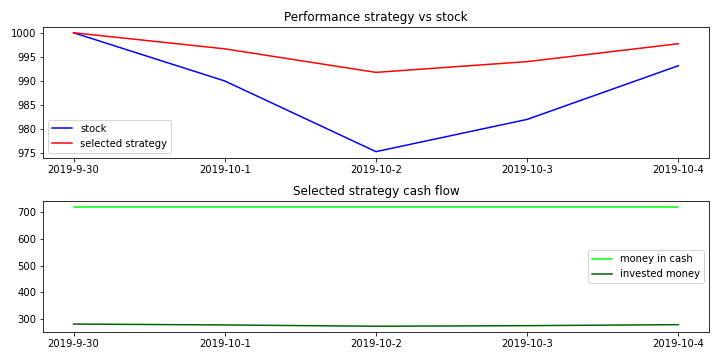 Performance strategy vs stock
1000
995
990
985
980
975
stock
selected strategy
2019-9-30 2019-10-1 2019-10-2 2019-10-3 2019-10-4
Selected strategy cash flow
700
600
500
400
300
money in cash
invested money
2019-9-30 2019-10-1 2019-10-2 2019-10-3 2019-10-4